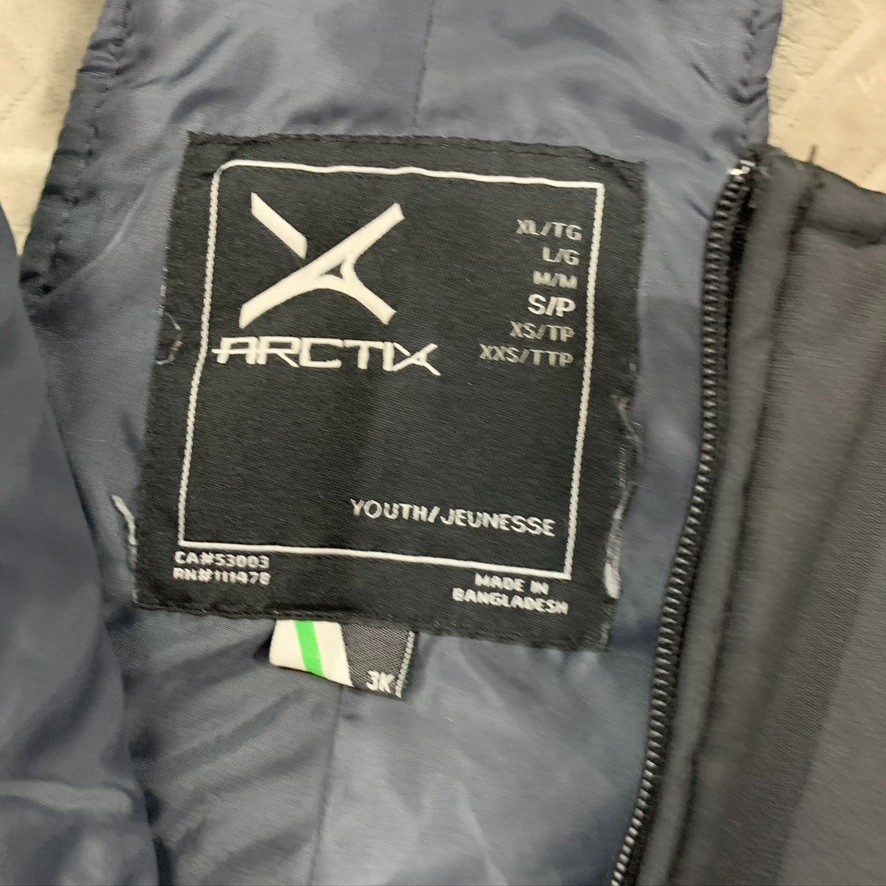 ARCTIX
XL/TG
L/G
M/M
S/P
XS/TP
XXS/TTP
YOUTH/JEUNESSE
CA#53003
RN#111478
MADE IN
BANGLADESH
3K